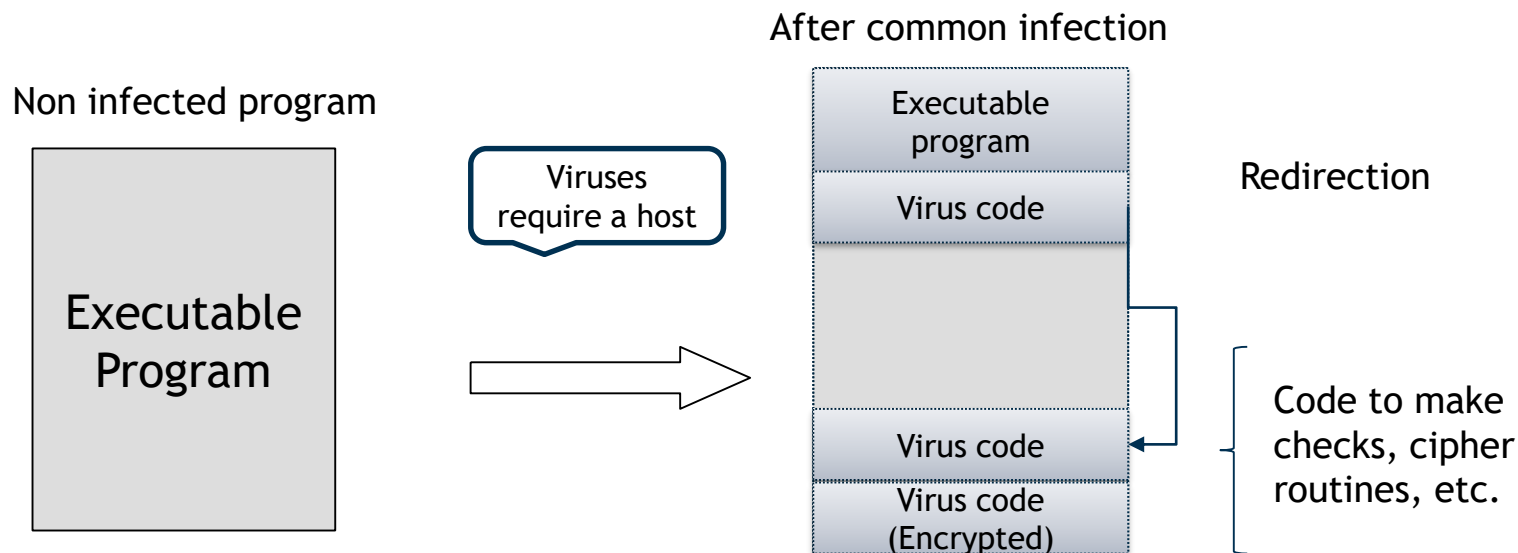 After common infection
Non infected program
Executable
Program
Viruses
require a host
Executable
program
Virus code
Redirection
Virus code
Virus code
(Encrypted)
Code to make
checks, cipher
routines, etc.